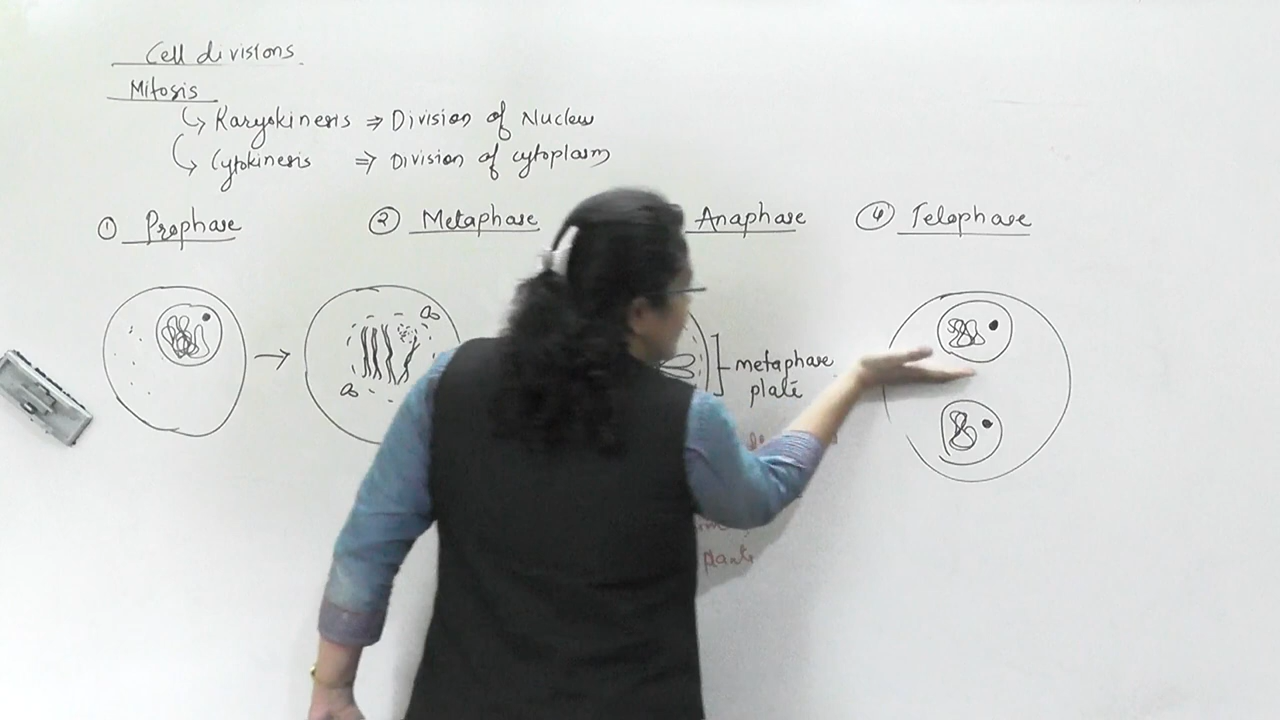 Cell divisions.
Mitosis
↳ Karyokinesis ⇒ Division of Nucleus
↳ Cytokinesis ⇒ Division of cytoplasm
① Prophase
② Metaphase
Anaphase
④ Telophase
metaphase
plate
plants